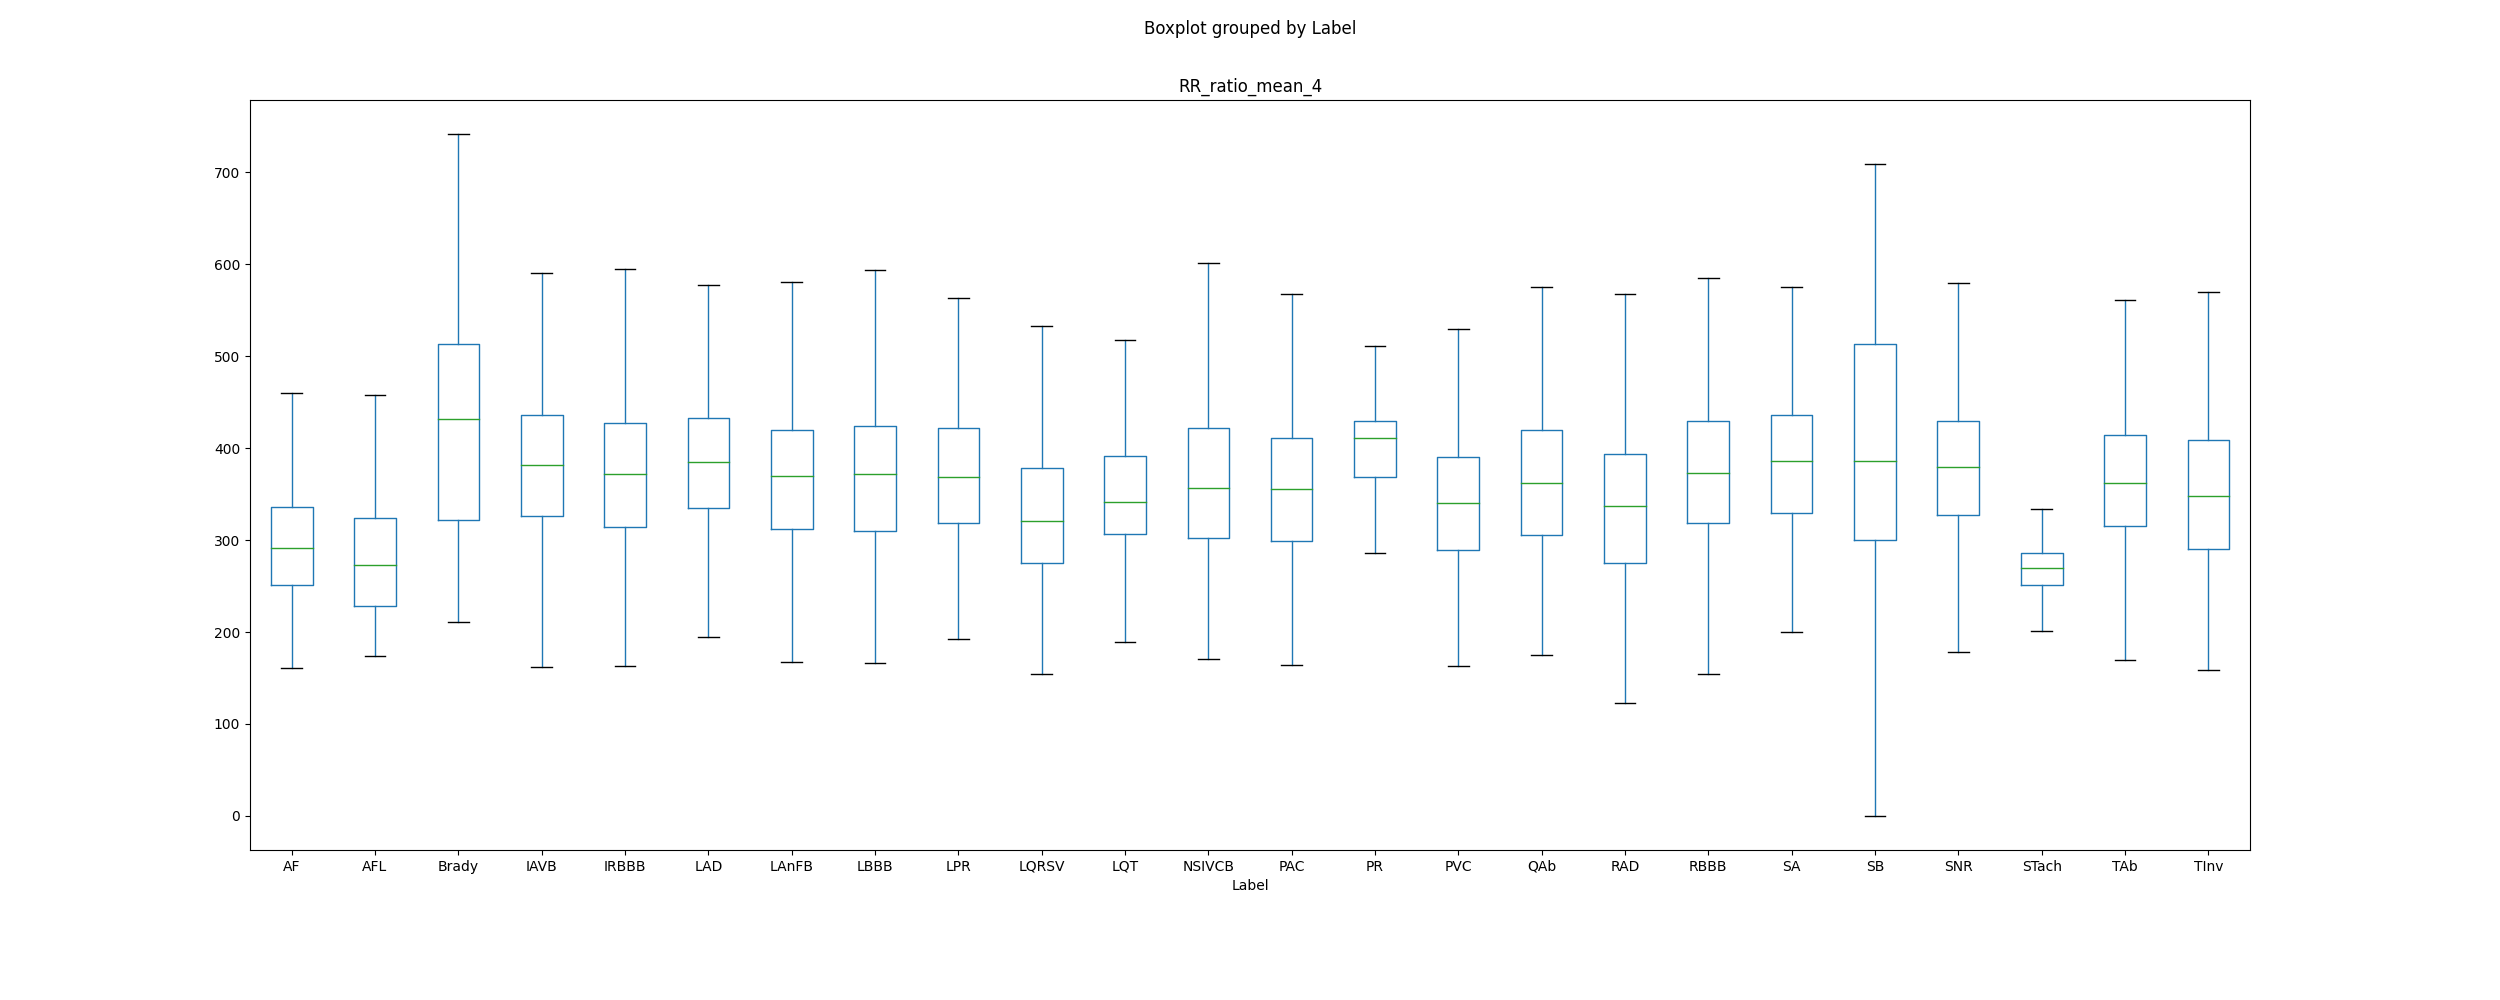 Boxplot grouped by Label
RR_ratio_mean_4
700
600
500
400
300
200
100
0
AF AFL Brady IAVB IRBBB LAD LAnFB LBBB LPR LQRSV LQT NSIVCB PAC PR PVC QAb RAD RBBB SA SB SNR STach TAb TInv
Label